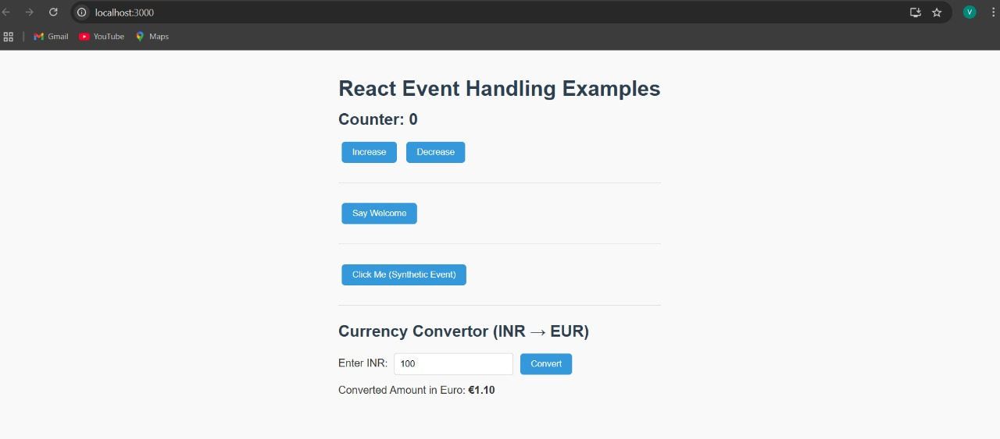 localhost:3000
V
Gmail YouTube Maps
React Event Handling Examples
Counter: 0
Increase Decrease
Say Welcome
Click Me (Synthetic Event)
Currency Convertor (INR → EUR)
Enter INR: 100 Convert
Converted Amount in Euro: €1.10